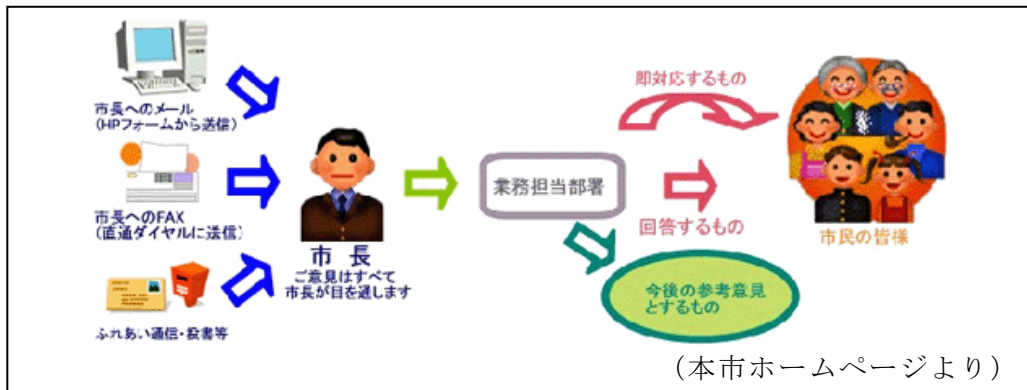 市長へのメール
(HPフォームから送信)
市長へのFAX
(直通ダイヤルに送信)
ふれあい通信・投書等
市 長
ご意見はすべて
市長が目を通します
業務担当部署
即対応するもの
回答するもの
今後の参考意見
とするもの
市民の皆様
(本市ホームページより)